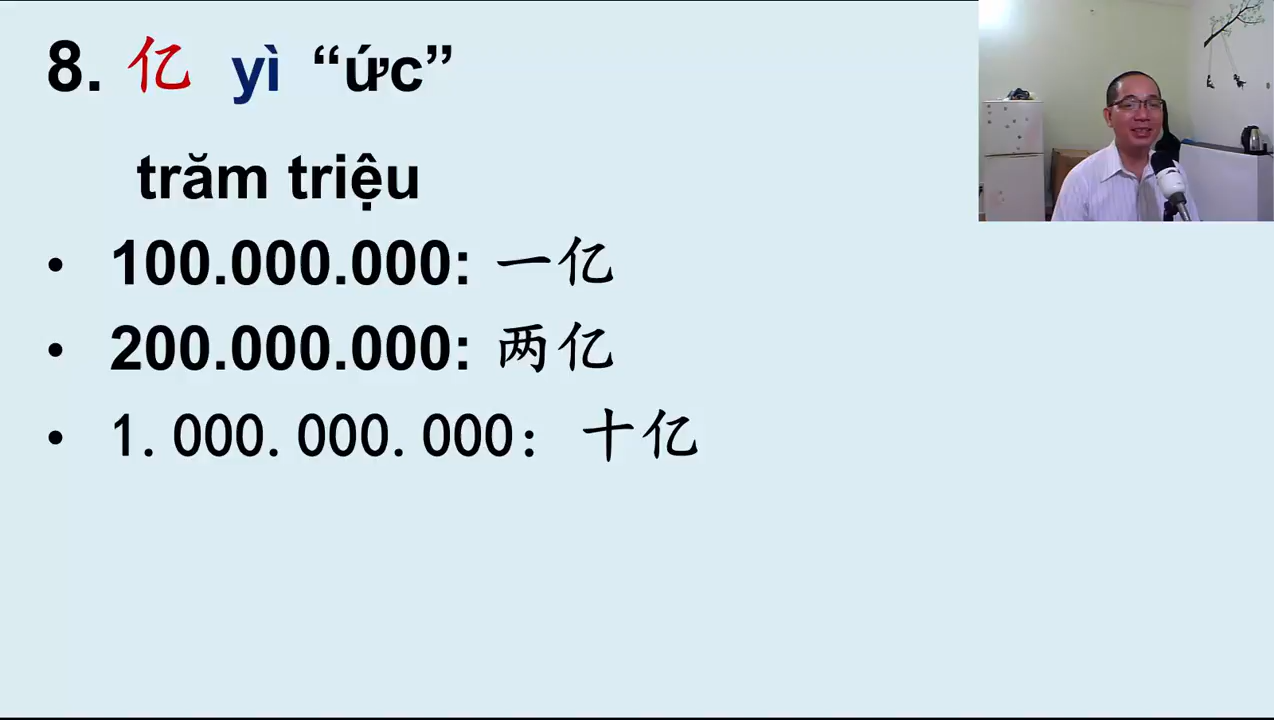 8. 亿 yì “ức”
trăm triệu
• 100.000.000: 一亿
• 200.000.000: 两亿
• 1.000.000.000： 十亿